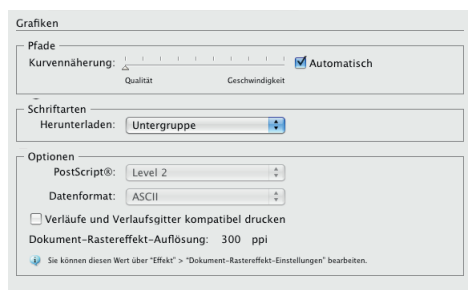 Grafiken
Pfade
Kurvennäherung: Automatisch
Qualität Geschwindigkeit
Schriftarten
Herunterladen: Untergruppe
Optionen
PostScript®: Level 2
Datenformat: ASCII
Verläufe und Verlaufsgitter kompatibel drucken
Dokument-Rastereffekt-Auflösung: 300 ppi
Sie können diesen Wert über "Effekt" > "Dokument-Rastereffekt-Einstellungen" bearbeiten.